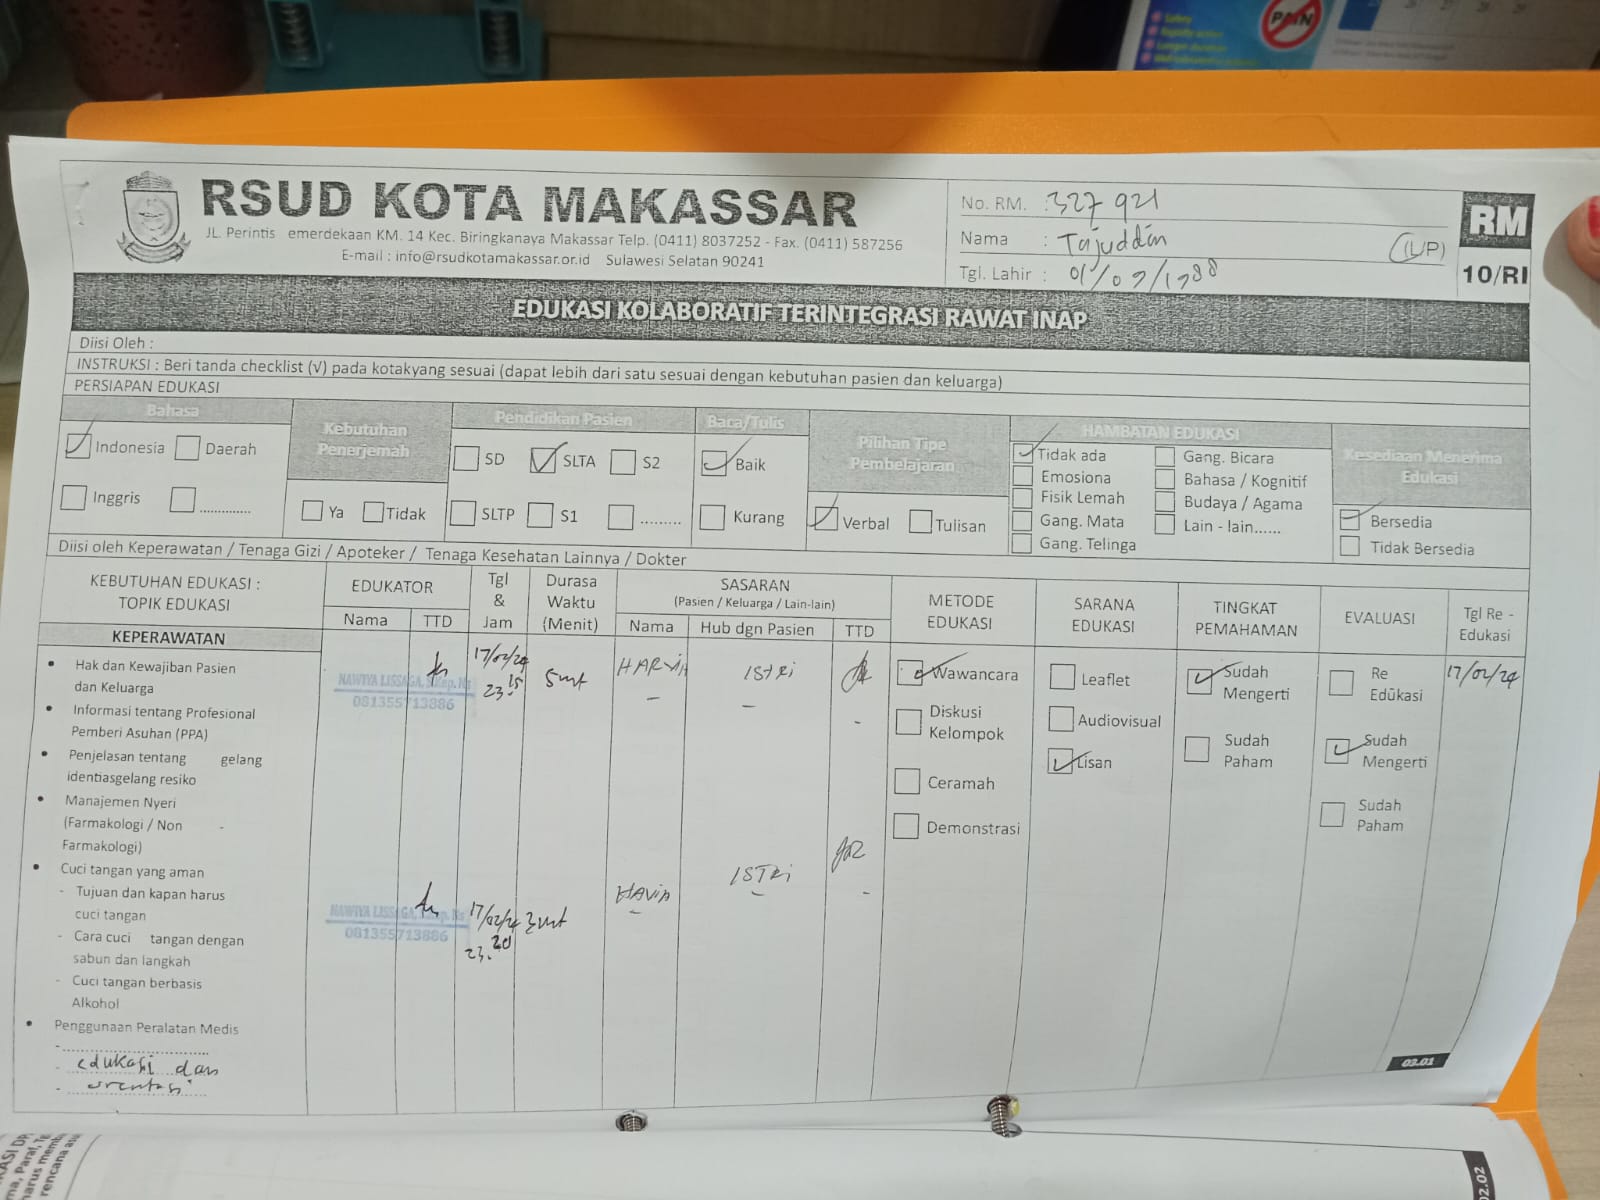 RSUD KOTA MAKASSAR
JL. Perintis emerdekaan KM. 14 Kec. Biringkanaya Makassar Telp. (0411) 8037252 - Fax. (0411) 587256
E-mail : info@rsudkotamakassar.or.id Sulawesi Selatan 90241
No. RM. : 327 921
Nama : Tajuddin (L/P)
Tgl. Lahir :
RM
10/RI
EDUKASI KOLABORATIF TERINTEGRASI RAWAT INAP
Diisi Oleh :
INSTRUKSI : Beri tanda checklist (√) pada kotakyang sesuai (dapat lebih dari satu sesuai dengan kebutuhan pasien dan keluarga)
PERSIAPAN EDUKASI
Bahasa
Indonesia Daerah
Inggris ..............
Kebutuhan
Penerjemah
Ya Tidak
Pendidikan Pasien
SD SLTA S2
SLTP S1 .........
Baca/Tulis
Baik
Kurang
Pilihan Tipe
Pembelajaran
Verbal Tulisan
HAMBATAN EDUKASI
Tidak ada Gang. Bicara
Emosiona Bahasa / Kognitif
Fisik Lemah Budaya / Agama
Gang. Mata Lain - lain......
Gang. Telinga
Kesediaan Menerima
Edukasi
Bersedia
Tidak Bersedia
Diisi oleh Keperawatan / Tenaga Gizi / Apoteker / Tenaga Kesehatan Lainnya / Dokter
KEBUTUHAN EDUKASI :
TOPIK EDUKASI
EDUKATOR
Nama TTD
Tgl
&
Jam
Durasa
Waktu
(Menit)
SASARAN
(Pasien / Keluarga / Lain-lain)
Nama Hub dgn Pasien TTD
METODE
EDUKASI
SARANA
EDUKASI
TINGKAT
PEMAHAMAN
EVALUASI
Tgl Re -
Edukasi
KEPERAWATAN
• Hak dan Kewajiban Pasien
dan Keluarga
• Informasi tentang Profesional
Pemberi Asuhan (PPA)
• Penjelasan tentang gelang
identiasgelang resiko
• Manajemen Nyeri
(Farmakologi / Non -
Farmakologi)
• Cuci tangan yang aman
- Tujuan dan kapan harus
cuci tangan
- Cara cuci tangan dengan
sabun dan langkah
- Cuci tangan berbasis
Alkohol
• Penggunaan Peralatan Medis
- ..............................
- edukasi dan
- orentasi
NAWIYA LISSAGA, S.Kep. Ns
081355713886
17/02/24
23.15
5 mt
ISTRI
NAWIYA LISSAGA, S.Kep. Ns
081355713886
17/02/24
23.20
3 mt
ISTRI
Wawancara
Diskusi
Kelompok
Ceramah
Demonstrasi
Leaflet
Audiovisual
Lisan
Sudah
Mengerti
Sudah
Paham
Re
Edukasi
Sudah
Mengerti
Sudah
Paham
17/02/24
02.01
02.02
PAIN